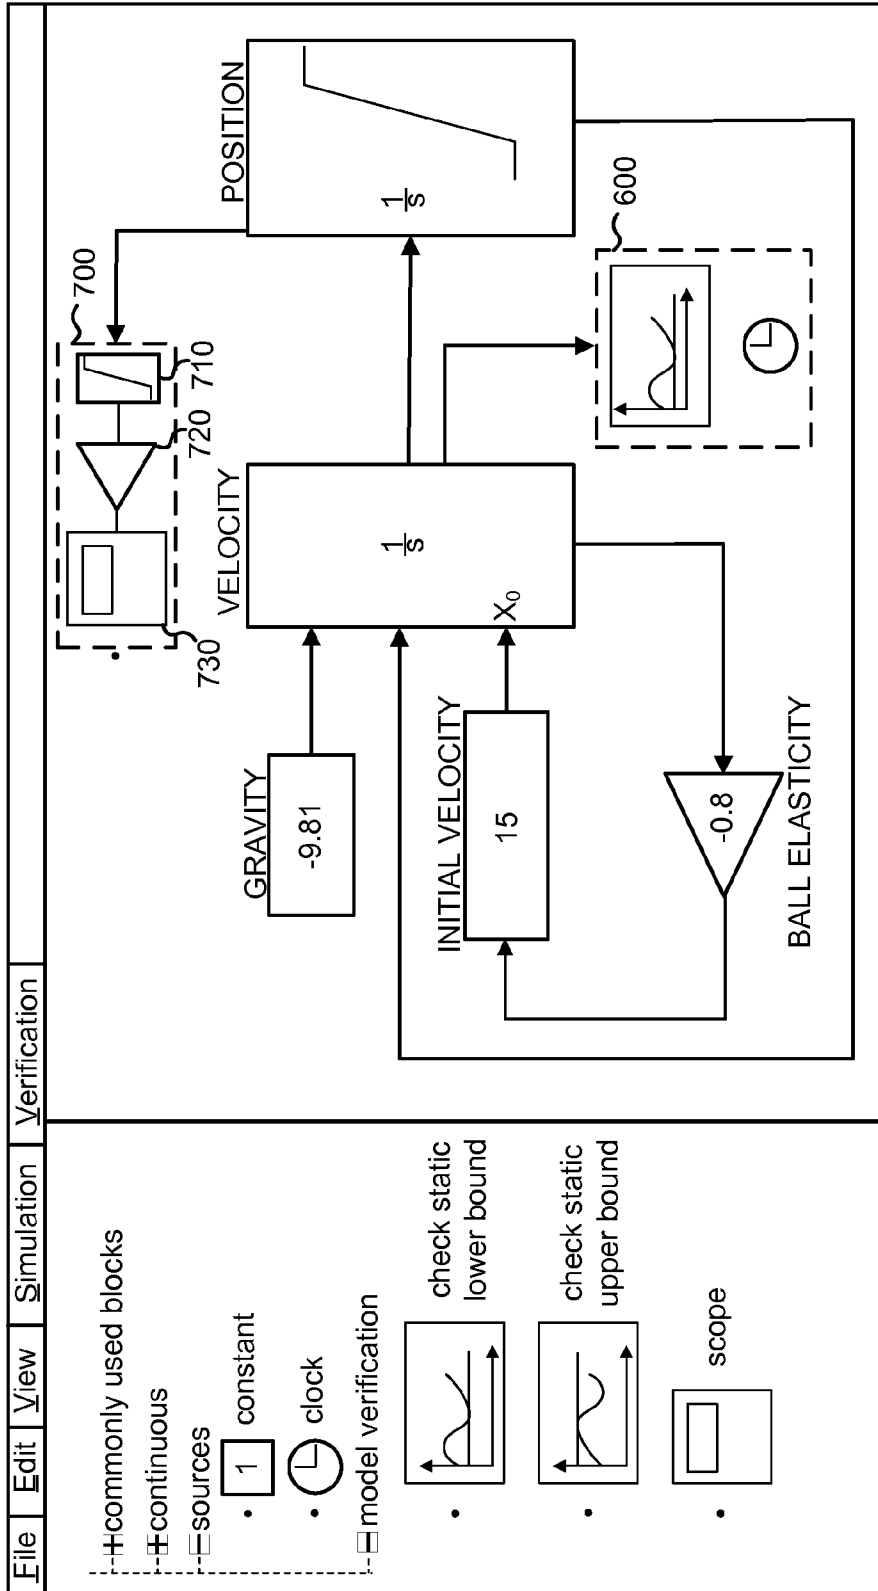 File Edit View Simulation Verification
commonly used blocks
continuous
sources
1 constant
clock
model verification
check static
lower bound
check static
upper bound
scope
700
710
720
730
POSITION
1
s
VELOCITY
1
s
X0
GRAVITY
-9.81
INITIAL VELOCITY
15
-0.8
BALL ELASTICITY
600